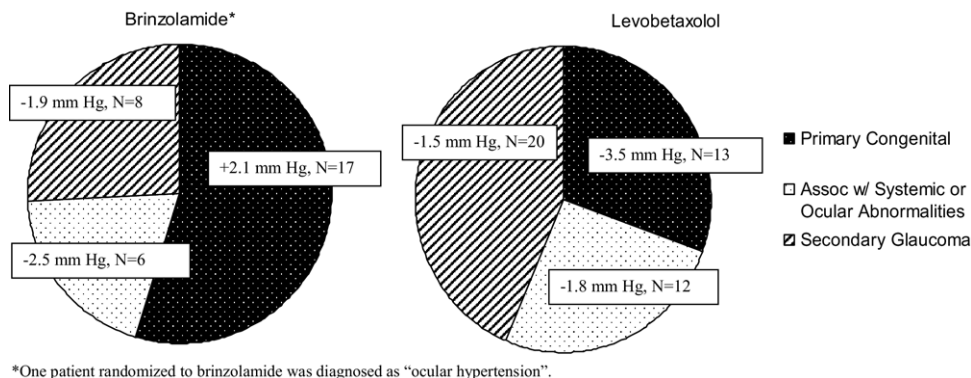 Brinzolamide*
Levobetaxolol
-1.9 mm Hg, N=8
+2.1 mm Hg, N=17
-2.5 mm Hg, N=6
-1.5 mm Hg, N=20
-3.5 mm Hg, N=13
-1.8 mm Hg, N=12
Primary Congenital
Assoc w/ Systemic or
Ocular Abnormalities
Secondary Glaucoma
*One patient randomized to brinzolamide was diagnosed as “ocular hypertension”.